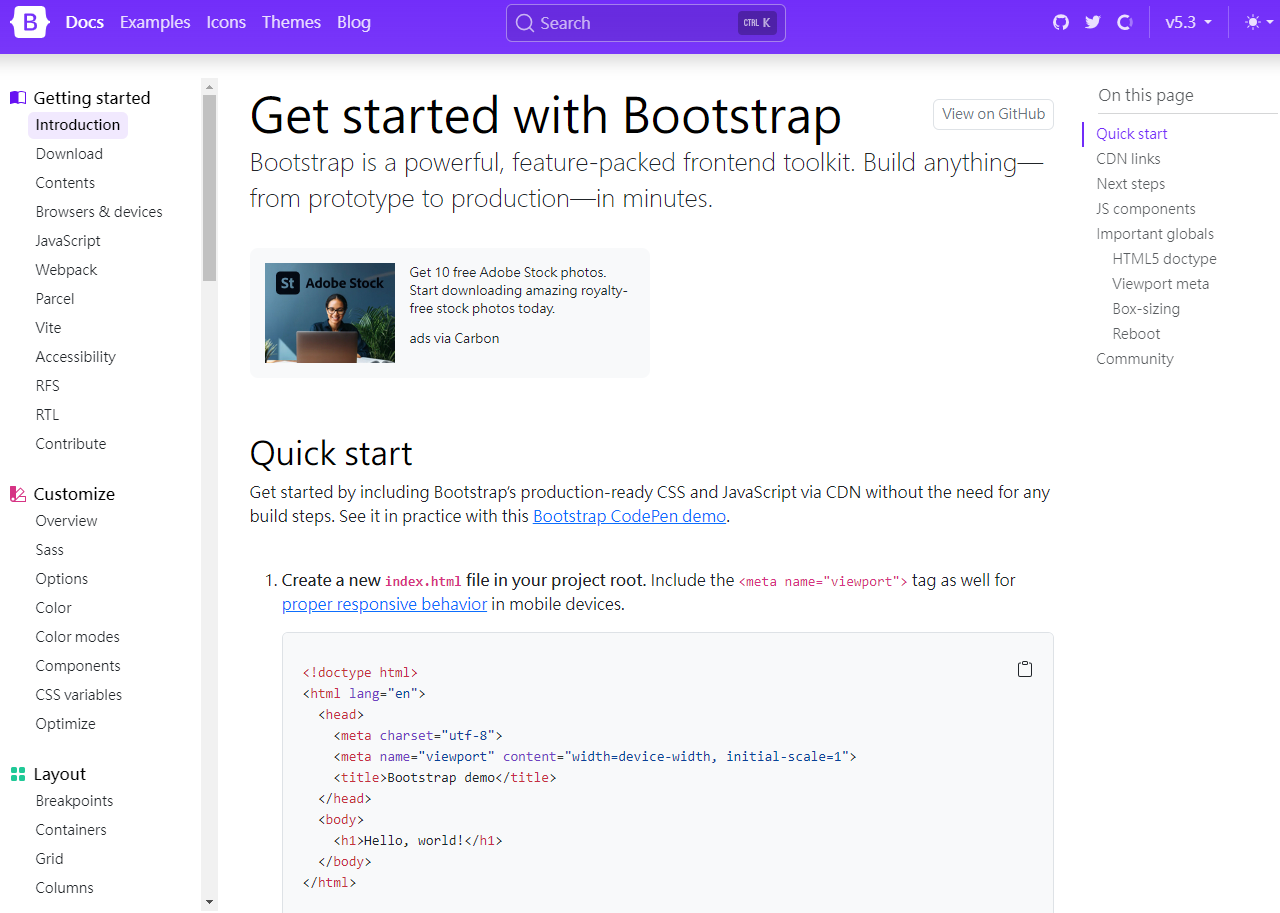 B Docs Examples Icons Themes Blog Search CTRL K v5.3
Getting started
Introduction
Download
Contents
Browsers & devices
JavaScript
Webpack
Parcel
Vite
Accessibility
RFS
RTL
Contribute
Customize
Overview
Sass
Options
Color
Color modes
Components
CSS variables
Optimize
Layout
Breakpoints
Containers
Grid
Columns
Get started with Bootstrap
View on GitHub
Bootstrap is a powerful, feature-packed frontend toolkit. Build anything—
from prototype to production—in minutes.
St Adobe Stock
Get 10 free Adobe Stock photos.
Start downloading amazing royalty-
free stock photos today.
ads via Carbon
Quick start
Get started by including Bootstrap’s production-ready CSS and JavaScript via CDN without the need for any
build steps. See it in practice with this Bootstrap CodePen demo.
1. Create a new index.html file in your project root. Include the <meta name="viewport"> tag as well for
proper responsive behavior in mobile devices.
<!doctype html>
<html lang="en">
  <head>
    <meta charset="utf-8">
    <meta name="viewport" content="width=device-width, initial-scale=1">
    <title>Bootstrap demo</title>
  </head>
  <body>
    <h1>Hello, world!</h1>
  </body>
</html>
On this page
Quick start
CDN links
Next steps
JS components
Important globals
HTML5 doctype
Viewport meta
Box-sizing
Reboot
Community